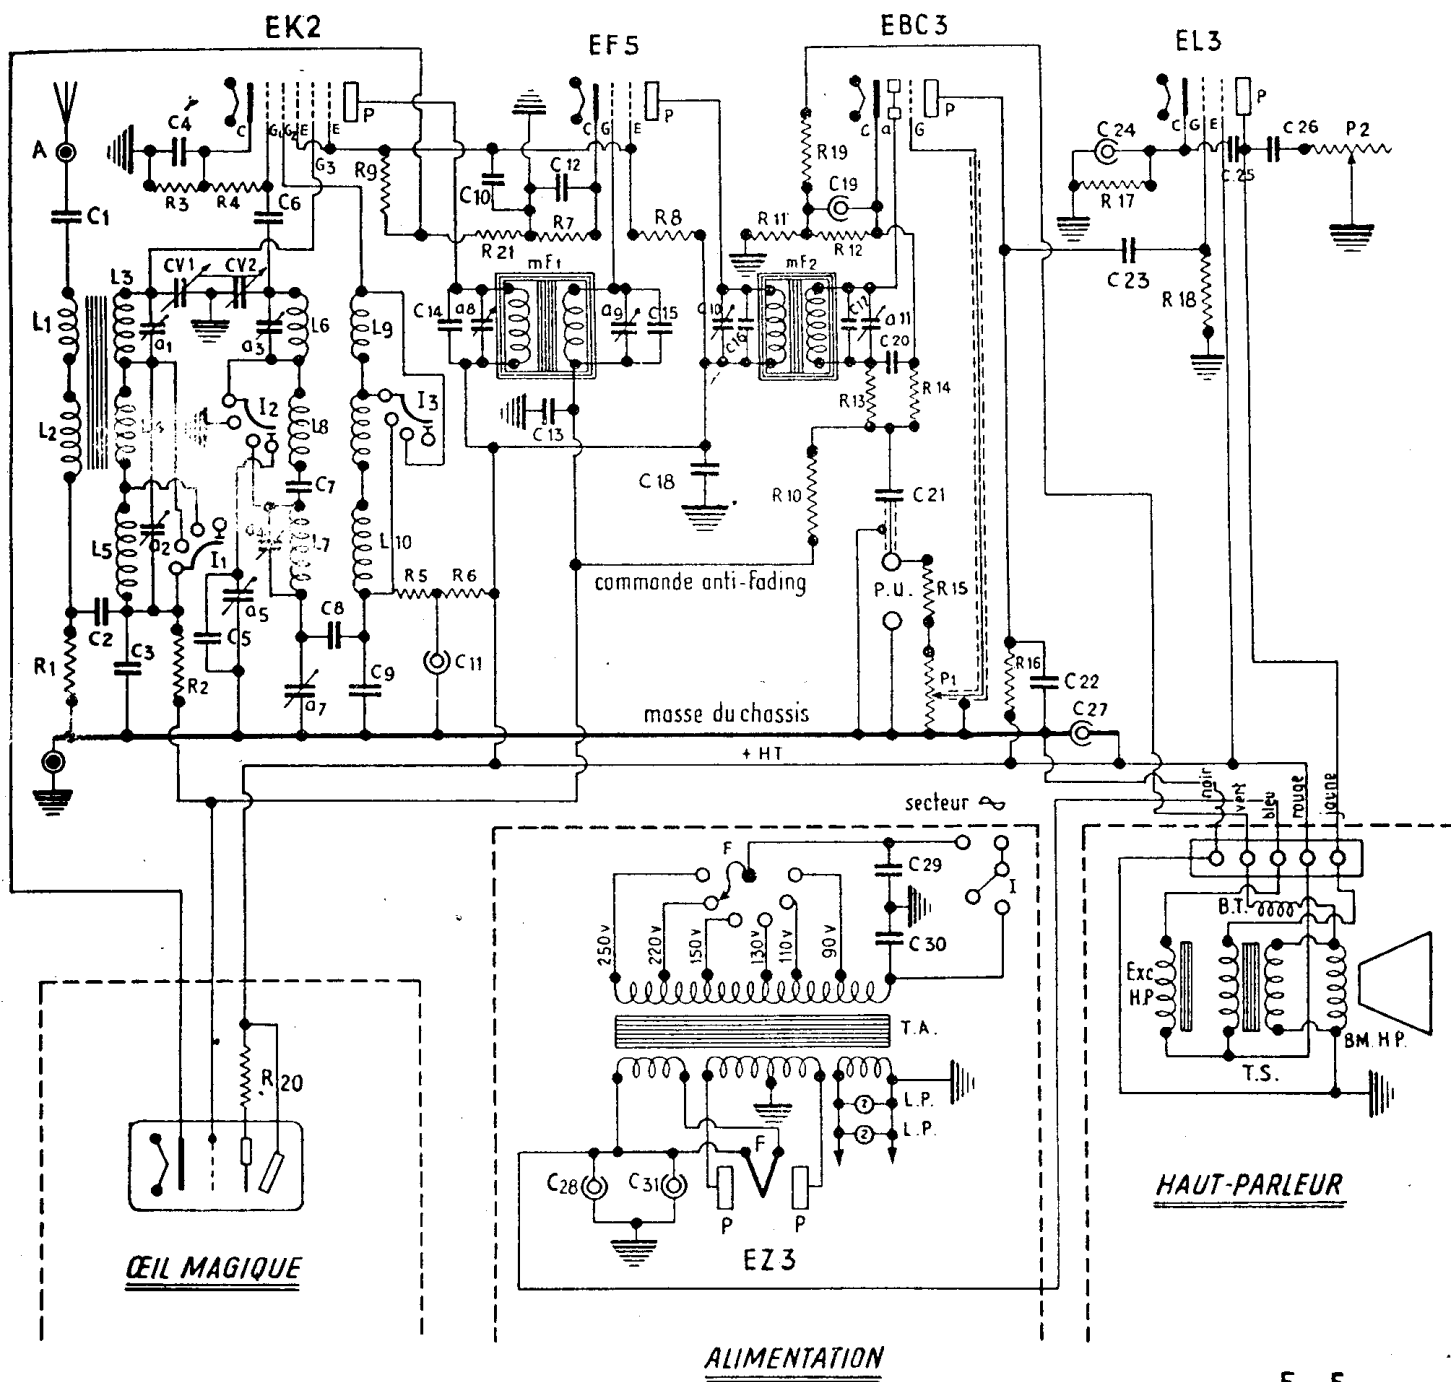 EK2
EF5
EBC3
EL3
A
C4
C
G1
G2
E
G3
E
P
R3
R4
C6
R9
C10
C12
C
G
E
P
R21
R7
R8
R19
C19
C
a
G
P
R11
R12
C24
R17
C
G
E
P
C25
C26
P2
C1
L3
CV1
CV2
L1
a1
a3
L6
L9
mF1
C14
a8
a9
C15
mF2
C16
C17
a11
C20
C23
R18
L2
I2
L8
I3
C13
C18
R13
R14
R10
C21
C7
L5
a2
I1
a4
L7
L10
a5
C5
R5
R6
commande anti-fading
P.U.
R15
C2
C3
R1
R2
C8
C9
a7
C11
P1
R16
C22
masse du chassis
C27
+ HT
noir
vert
bleu
rouge
jaune
secteur
F
250v
220v
150v
130v
110v
90v
C29
C30
I
T.A.
L.P.
L.P.
B.T.
Exc
H.P
BM.H.P.
T.S.
R20
C28
C31
F
P
P
EZ3
ŒIL MAGIQUE
HAUT-PARLEUR
ALIMENTATION